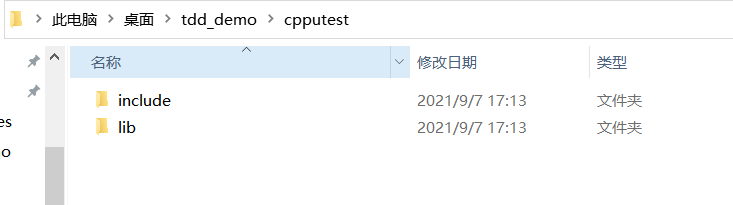 此电脑 > 桌面 > tdd_demo > cpputest
名称 修改日期 类型
include 2021/9/7 17:13 文件夹
es
lib 2021/9/7 17:13 文件夹
o